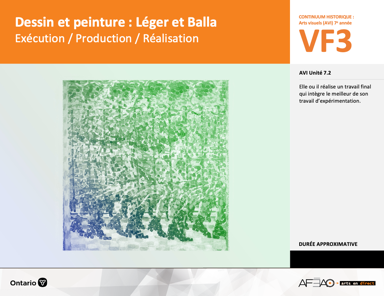 Dessin et peinture : Léger et Balla
Exécution / Production / Réalisation
CONTINUUM HISTORIQUE :
Arts visuels (AVI) 7e année
VF3
AVI Unité 7.2
Elle ou il réalise un travail final
qui intègre le meilleur de son
travail d'expérimentation.
DURÉE APPROXIMATIVE
Ontario
AFEAO
arts en direct